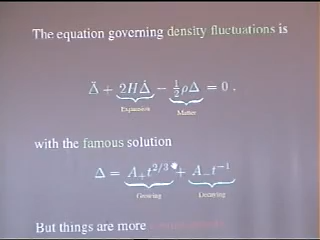 The equation governing density fluctuations is
Δ̈ + 2HΔ̇ − ½ρΔ = 0 .
Expansion Matter
with the famous solution
Δ = A₊t^{2/3} + A₋t^{−1}
Growing Decaying
But things are more